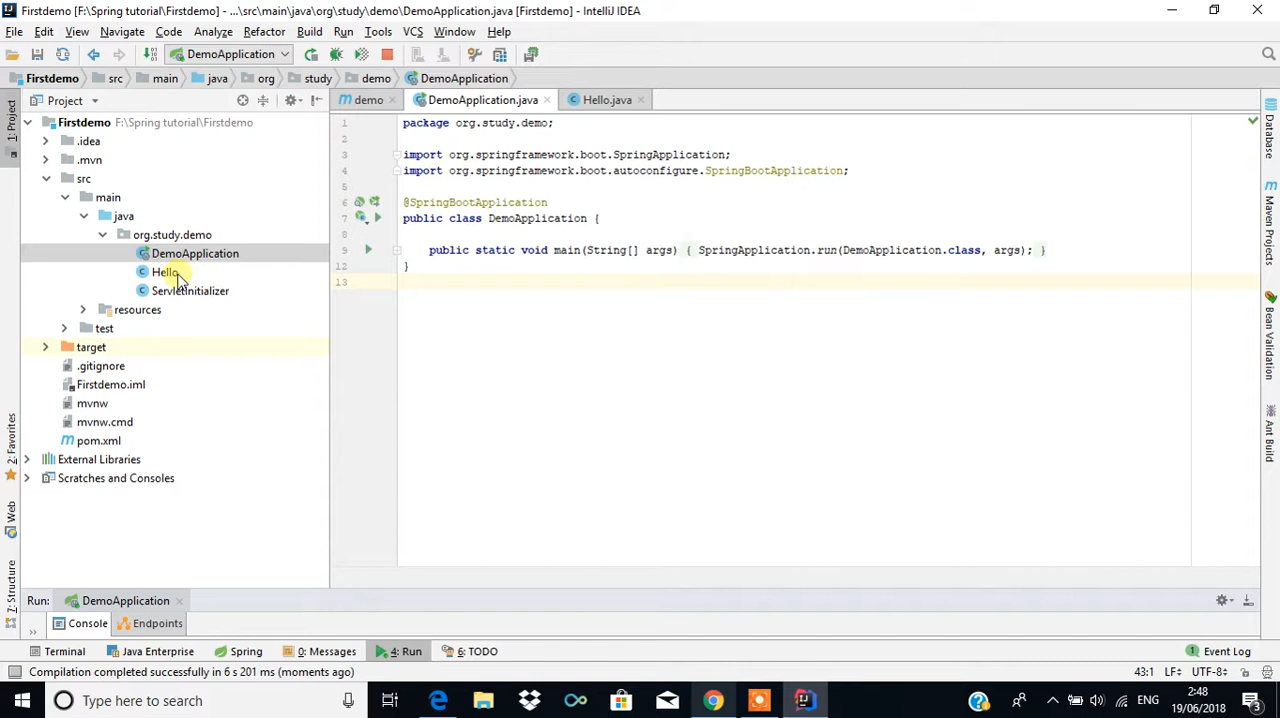 Firstdemo [F:\Spring tutorial\Firstdemo] - ...\src\main\java\org\study\demo\DemoApplication.java [Firstdemo] - IntelliJ IDEA
File Edit View Navigate Code Analyze Refactor Build Run Tools VCS Window Help
DemoApplication
Firstdemo src main java org study demo DemoApplication
Project demo DemoApplication.java Hello.java
1: Project
2: Favorites
Web
7: Structure
Firstdemo F:\Spring tutorial\Firstdemo
.idea
.mvn
src
main
java
org.study.demo
DemoApplication
Hello
ServletInitializer
resources
test
target
.gitignore
Firstdemo.iml
mvnw
mvnw.cmd
pom.xml
External Libraries
Scratches and Consoles
1 package org.study.demo;
2
3 import org.springframework.boot.SpringApplication;
4 import org.springframework.boot.autoconfigure.SpringBootApplication;
5
6 @SpringBootApplication
7 public class DemoApplication {
8
9 public static void main(String[] args) { SpringApplication.run(DemoApplication.class, args); }
12 }
13
Database
Maven Projects
Bean Validation
Ant Build
Run: DemoApplication
Console Endpoints
Terminal Java Enterprise Spring 0: Messages 4: Run 6: TODO Event Log
Compilation completed successfully in 6 s 201 ms (moments ago) 43:1 LF÷ UTF-8÷
Type here to search
2:48
19/06/2018
3